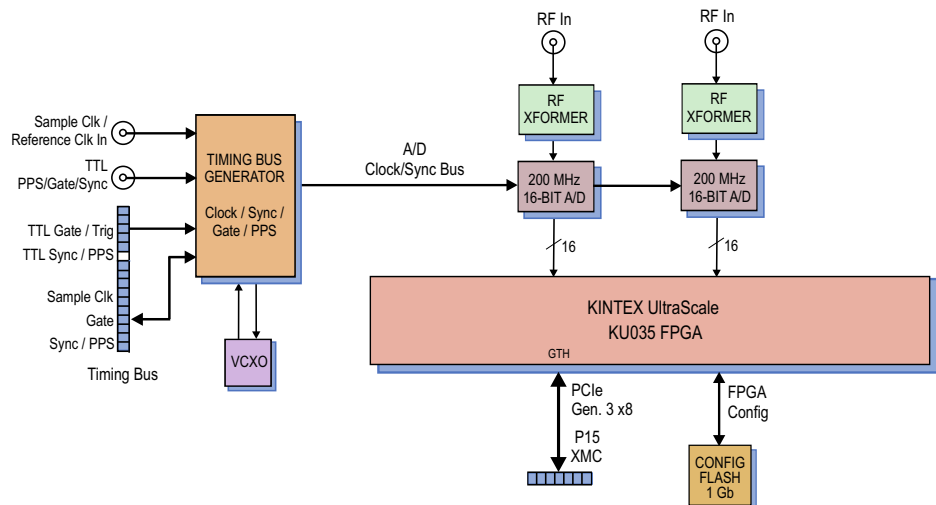 RF In
RF In
RF
XFORMER
RF
XFORMER
Sample Clk /
Reference Clk In
TTL
PPS/Gate/Sync
TIMING BUS
GENERATOR
Clock / Sync /
Gate / PPS
A/D
Clock/Sync Bus
200 MHz
16-BIT A/D
200 MHz
16-BIT A/D
TTL Gate / Trig
TTL Sync / PPS
Sample Clk
Gate
Sync / PPS
Timing Bus
VCXO
16
16
KINTEX UltraScale
KU035 FPGA
GTH
PCIe
Gen. 3 x8
P15
XMC
FPGA
Config
CONFIG
FLASH
1 Gb